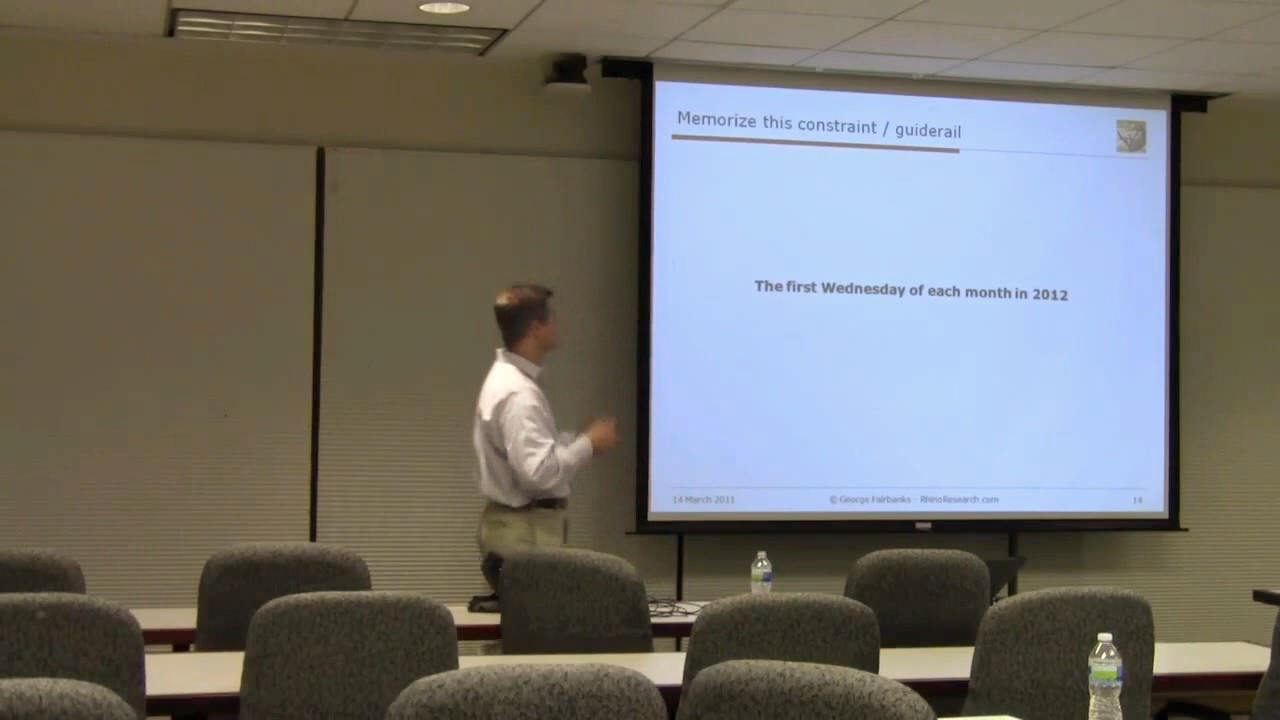 Memorize this constraint / guiderail
The first Wednesday of each month in 2012
14 March 2011
© George Fairbanks - RhinoResearch.com
14